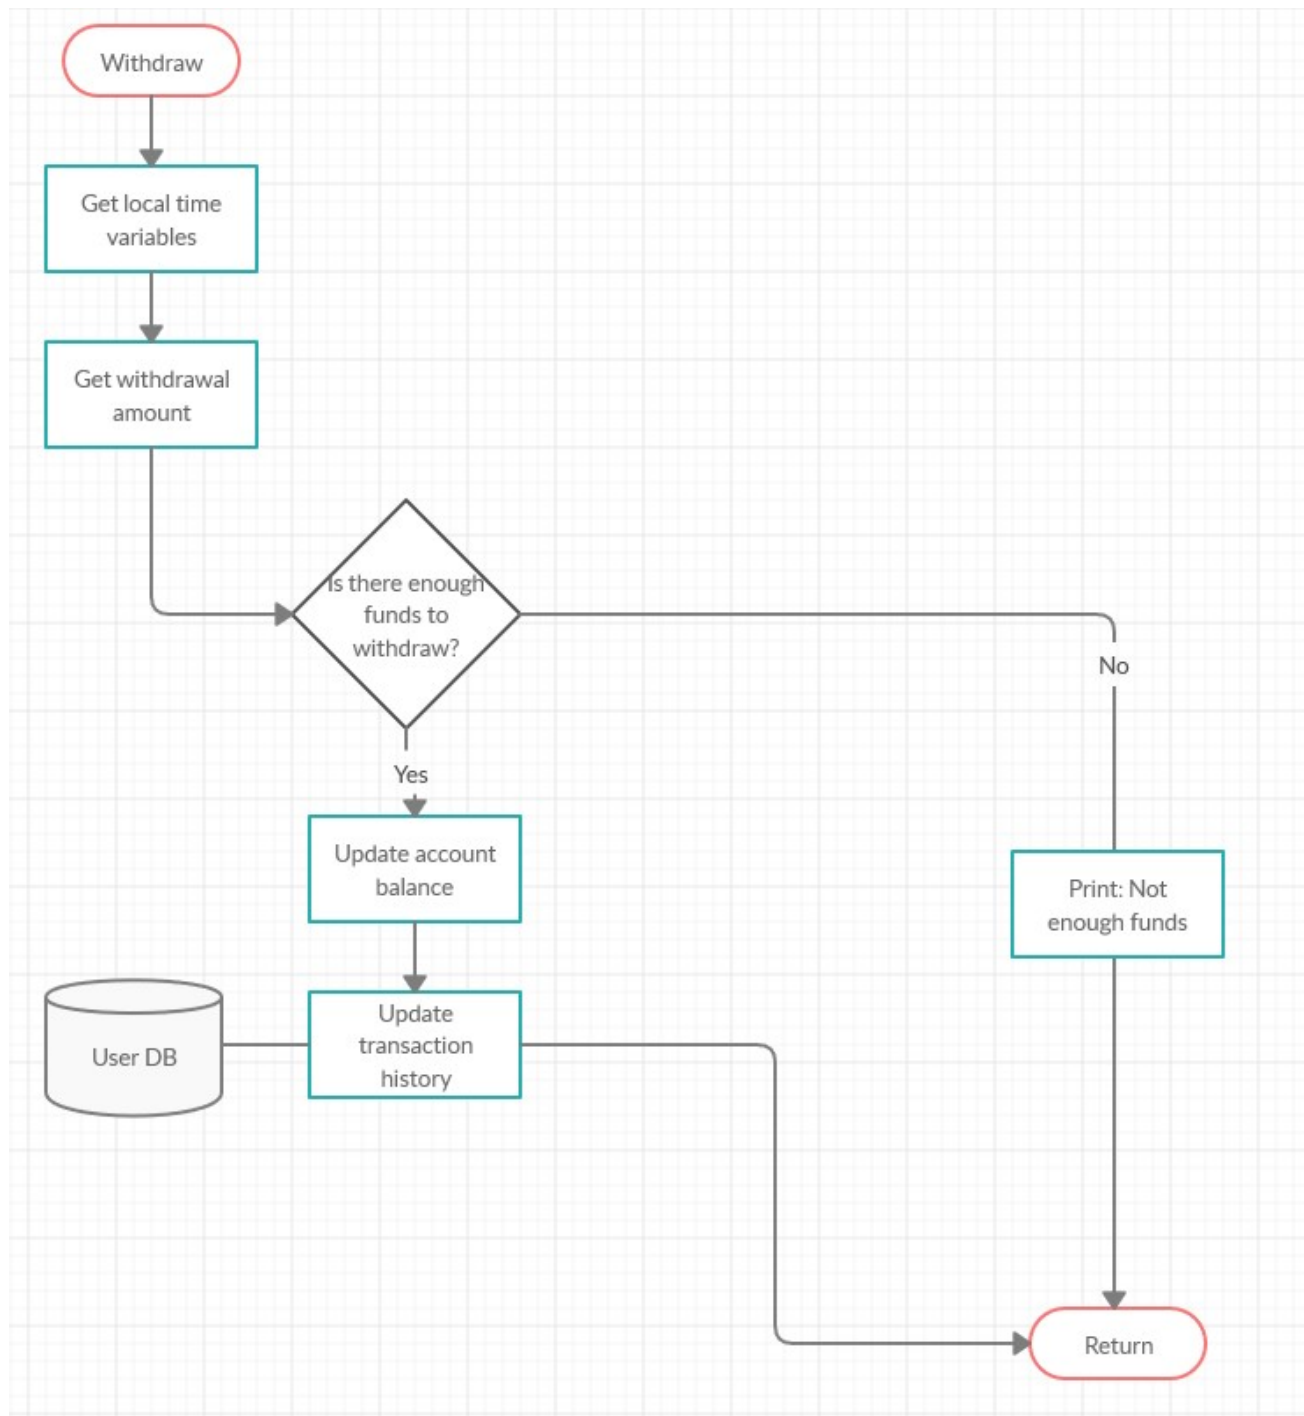 Withdraw
Get local time
variables
Get withdrawal
amount
Is there enough
funds to
withdraw?
No
Yes
Update account
balance
Print: Not
enough funds
Update
transaction
history
User DB
Return